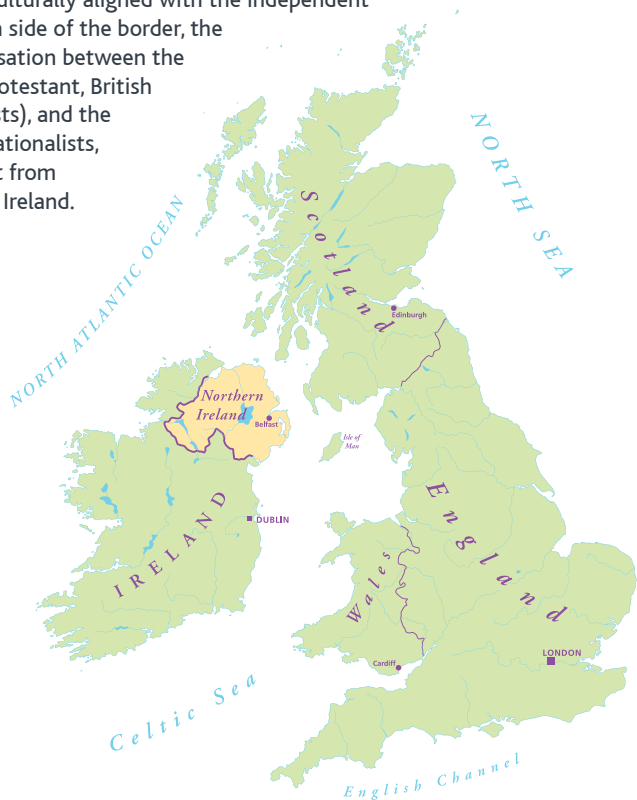 culturally aligned with the independent
side of the border, the
sation between the
otestant, British
sts), and the
ationalists,
t from
Ireland.
NORTH SEA
NORTH ATLANTIC OCEAN
Scotland
Edinburgh
Northern
Ireland
Belfast
Isle of
Man
England
DUBLIN
IRELAND
Wales
LONDON
Cardiff
Celtic Sea
English Channel